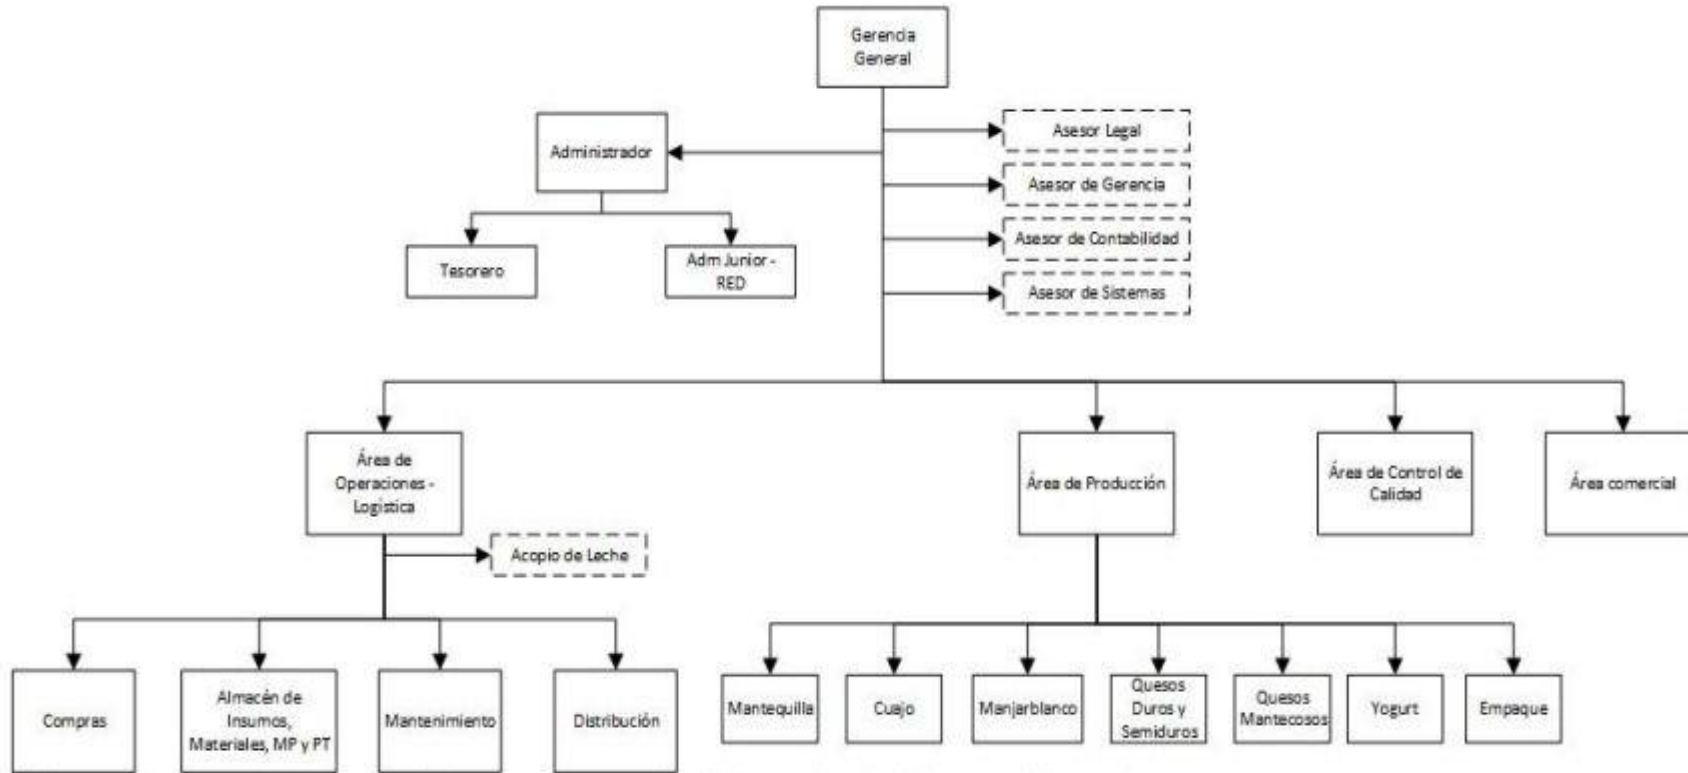 Gerencia
General
Administrador
Asesor Legal
Asesor de Gerencia
Asesor de Contabilidad
Asesor de Sistemas
Tesorero
Adm Junior -
RED
Área de
Operaciones -
Logística
Área de Producción
Área de Control de
Calidad
Área comercial
Acopio de Leche
Compras
Almacén de
Insumos,
Materiales, MP y PT
Mantenimiento
Distribución
Mantequilla
Cuajo
Manjarblanco
Quesos
Duros y
Semiduros
Quesos
Mantecosos
Yogurt
Empaque